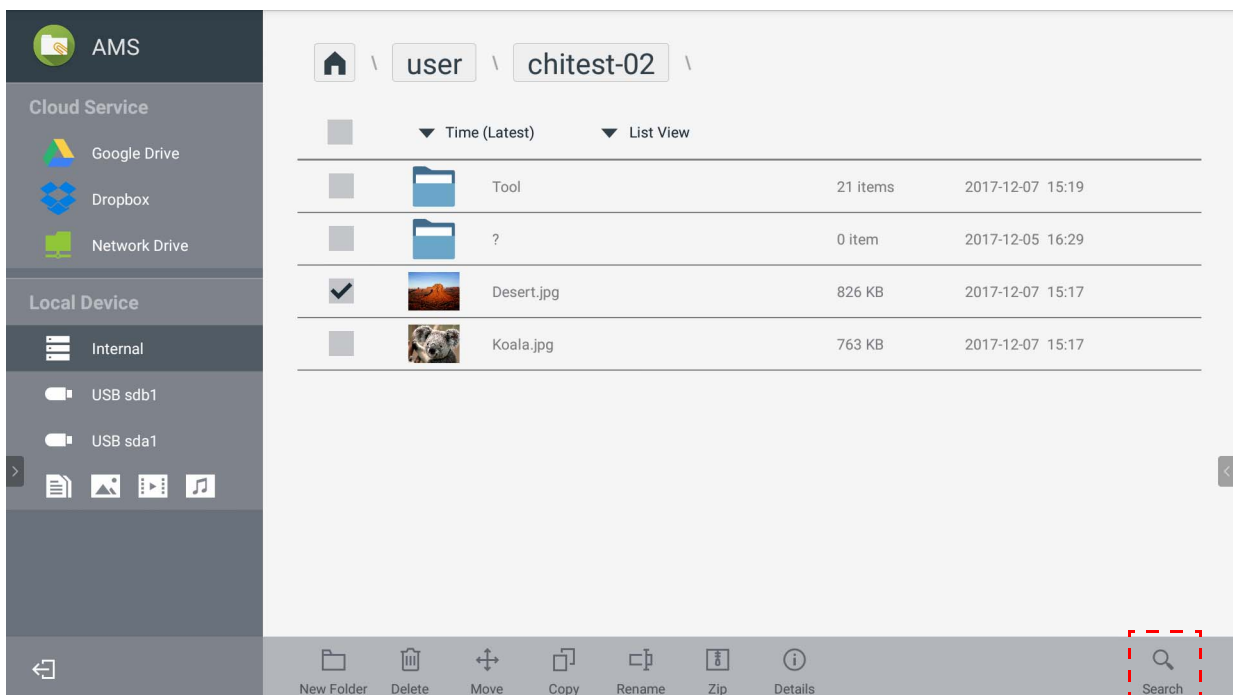 AMS
Cloud Service
Google Drive
Dropbox
Network Drive
Local Device
Internal
USB sdb1
USB sda1
\ user \ chitest-02 \
Time (Latest) List View
Tool 21 items 2017-12-07 15:19
? 0 item 2017-12-05 16:29
Desert.jpg 826 KB 2017-12-07 15:17
Koala.jpg 763 KB 2017-12-07 15:17
New Folder Delete Move Copy Rename Zip Details Search